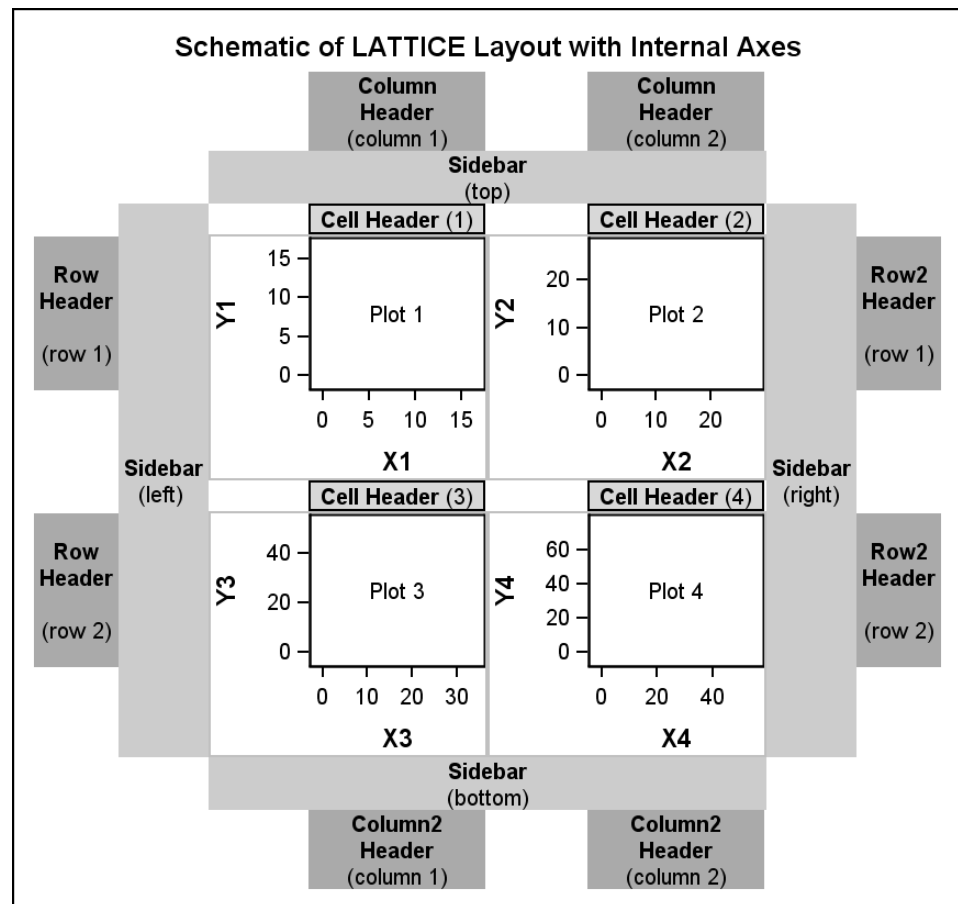 Schematic of LATTICE Layout with Internal Axes
Column
Header
(column 1)
Column
Header
(column 2)
Sidebar
(top)
Cell Header (1)
Cell Header (2)
Row
Header
(row 1)
Y1
15
10
5
0
Plot 1
0 5 10 15
X1
Y2
20
10
0
Plot 2
0 10 20
X2
Row2
Header
(row 1)
Sidebar
(left)
Sidebar
(right)
Cell Header (3)
Cell Header (4)
Row
Header
(row 2)
Y3
40
20
0
Plot 3
0 10 20 30
X3
Y4
60
40
20
0
Plot 4
0 20 40
X4
Row2
Header
(row 2)
Sidebar
(bottom)
Column2
Header
(column 1)
Column2
Header
(column 2)